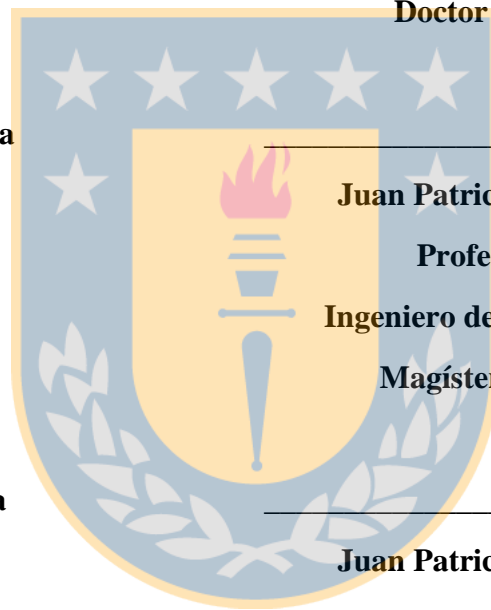 Doctor
a
Juan Patric
Profe
Ingeniero de
Magíster
a
Juan Patric